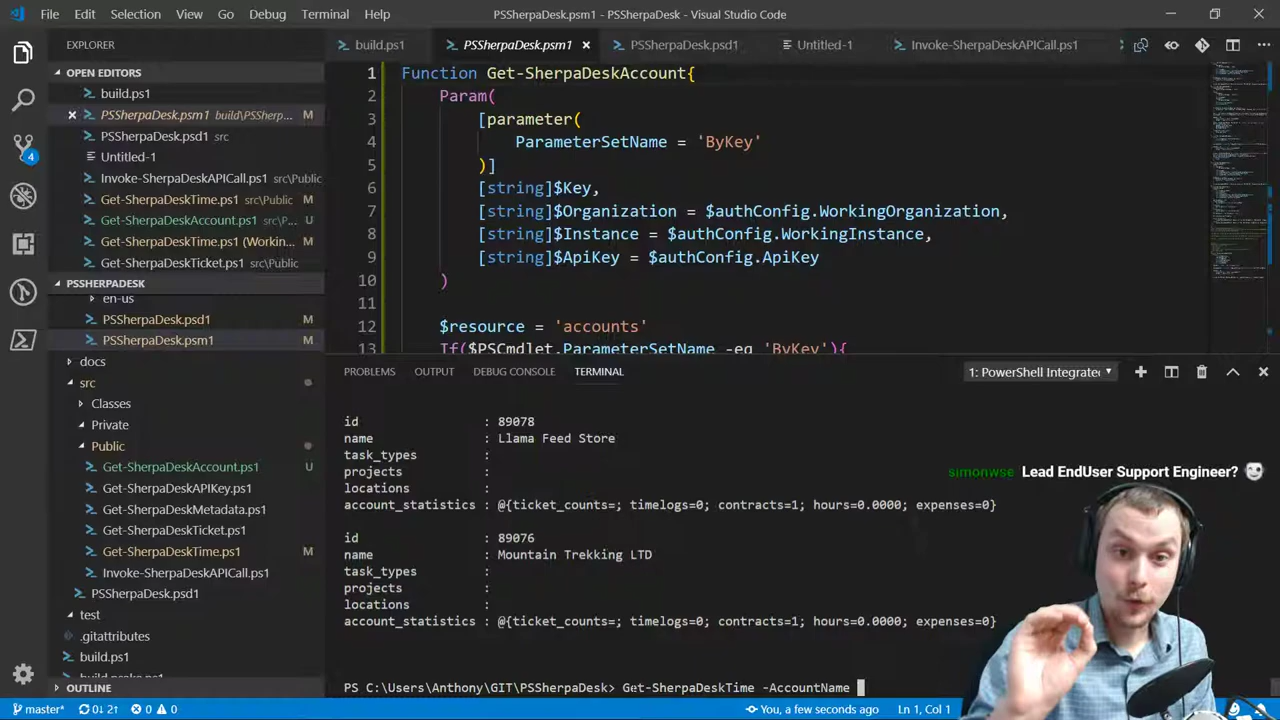 File Edit Selection View Go Debug Terminal Help PSSherpaDesk.psm1 - PSSherpaDesk - Visual Studio Code
EXPLORER
OPEN EDITORS
build.ps1
PSSherpaDesk.psm1 build\PSSherp... M
PSSherpaDesk.psd1 src
Untitled-1
Invoke-SherpaDeskAPICall.ps1 src\Public
Get-SherpaDeskTime.ps1 src\Public M
Get-SherpaDeskAccount.ps1 src\P... U
Get-SherpaDeskTime.ps1 (Workin... M
Get-SherpaDeskTicket.ps1 src\Public
PSSHERPADESK
en-us
PSSherpaDesk.psd1 M
PSSherpaDesk.psm1 M
docs
src
Classes
Private
Public
Get-SherpaDeskAccount.ps1 U
Get-SherpaDeskAPIKey.ps1
Get-SherpaDeskMetadata.ps1
Get-SherpaDeskTicket.ps1
Get-SherpaDeskTime.ps1 M
Invoke-SherpaDeskAPICall.ps1
PSSherpaDesk.psd1
test
.gitattributes
build.ps1
OUTLINE
4
build.ps1 PSSherpaDesk.psm1 PSSherpaDesk.psd1 Untitled-1 Invoke-SherpaDeskAPICall.ps1
1 Function Get-SherpaDeskAccount{
2 Param(
3 [parameter(
4 ParameterSetName = 'ByKey'
5 )]
6 [string]$Key,
7 [string]$Organization = $authConfig.WorkingOrganization,
8 [string]$Instance = $authConfig.WorkingInstance,
9 [string]$ApiKey = $authConfig.ApiKey
10 )
11
12 $resource = 'accounts'
13 If($PSCmdlet.ParameterSetName -eq 'ByKey'){
PROBLEMS OUTPUT DEBUG CONSOLE TERMINAL 1: PowerShell Integrate
id : 89078
name : Llama Feed Store
task_types :
projects :
locations :
account_statistics : @{ticket_counts=; timelogs=0; contracts=1; hours=0.0000; expenses=0}
id : 89076
name : Mountain Trekking LTD
task_types :
projects :
locations :
account_statistics : @{ticket_counts=; timelogs=0; contracts=1; hours=0.0000; expenses=0}
PS C:\Users\Anthony\GIT\PSSherpaDesk> Get-SherpaDeskTime -AccountName
simonwse Lead EndUser Support Engineer?
master* 0↓ 2↑ 0 0 You, a few seconds ago Ln 1, Col 1